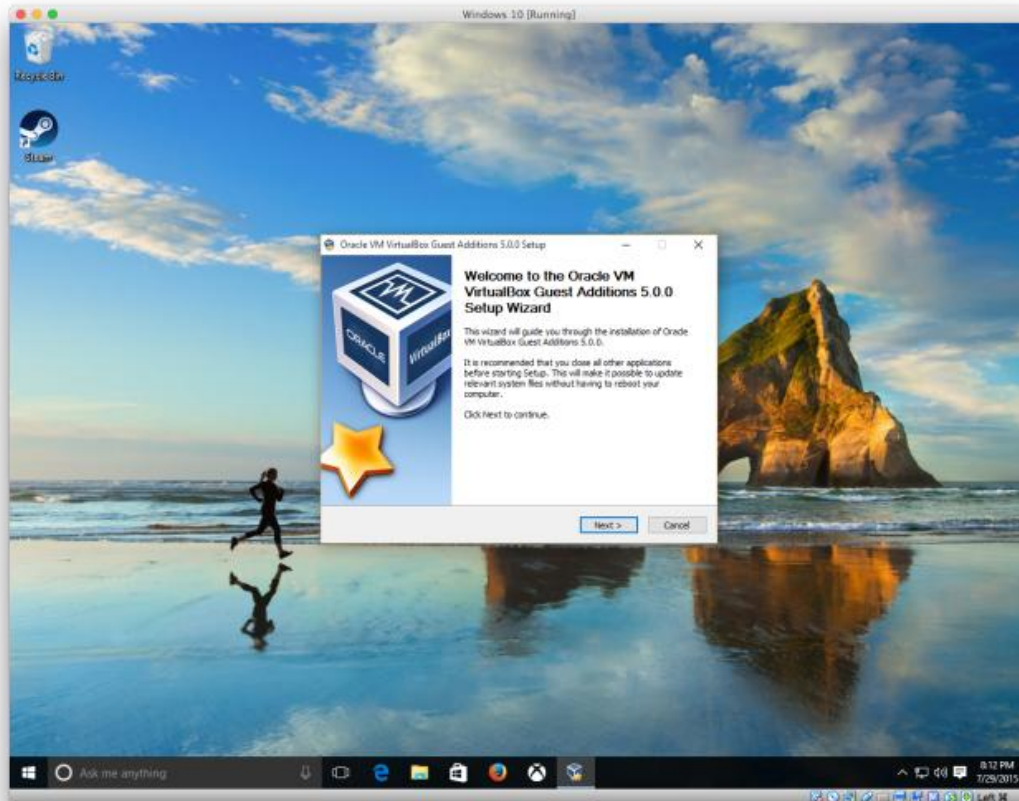 Windows 10 [Running]
Recycle Bin
Steam
Oracle VM VirtualBox Guest Additions 5.0.0 Setup
Welcome to the Oracle VM
VirtualBox Guest Additions 5.0.0
Setup Wizard
This wizard will guide you through the installation of Oracle
VM VirtualBox Guest Additions 5.0.0.
It is recommended that you close all other applications
before starting Setup. This will make it possible to update
relevant system files without having to reboot your
computer.
Click Next to continue.
ORACLE
VirtualBox
Next >
Cancel
Ask me anything
8:12 PM
7/29/2015
Left ⌘